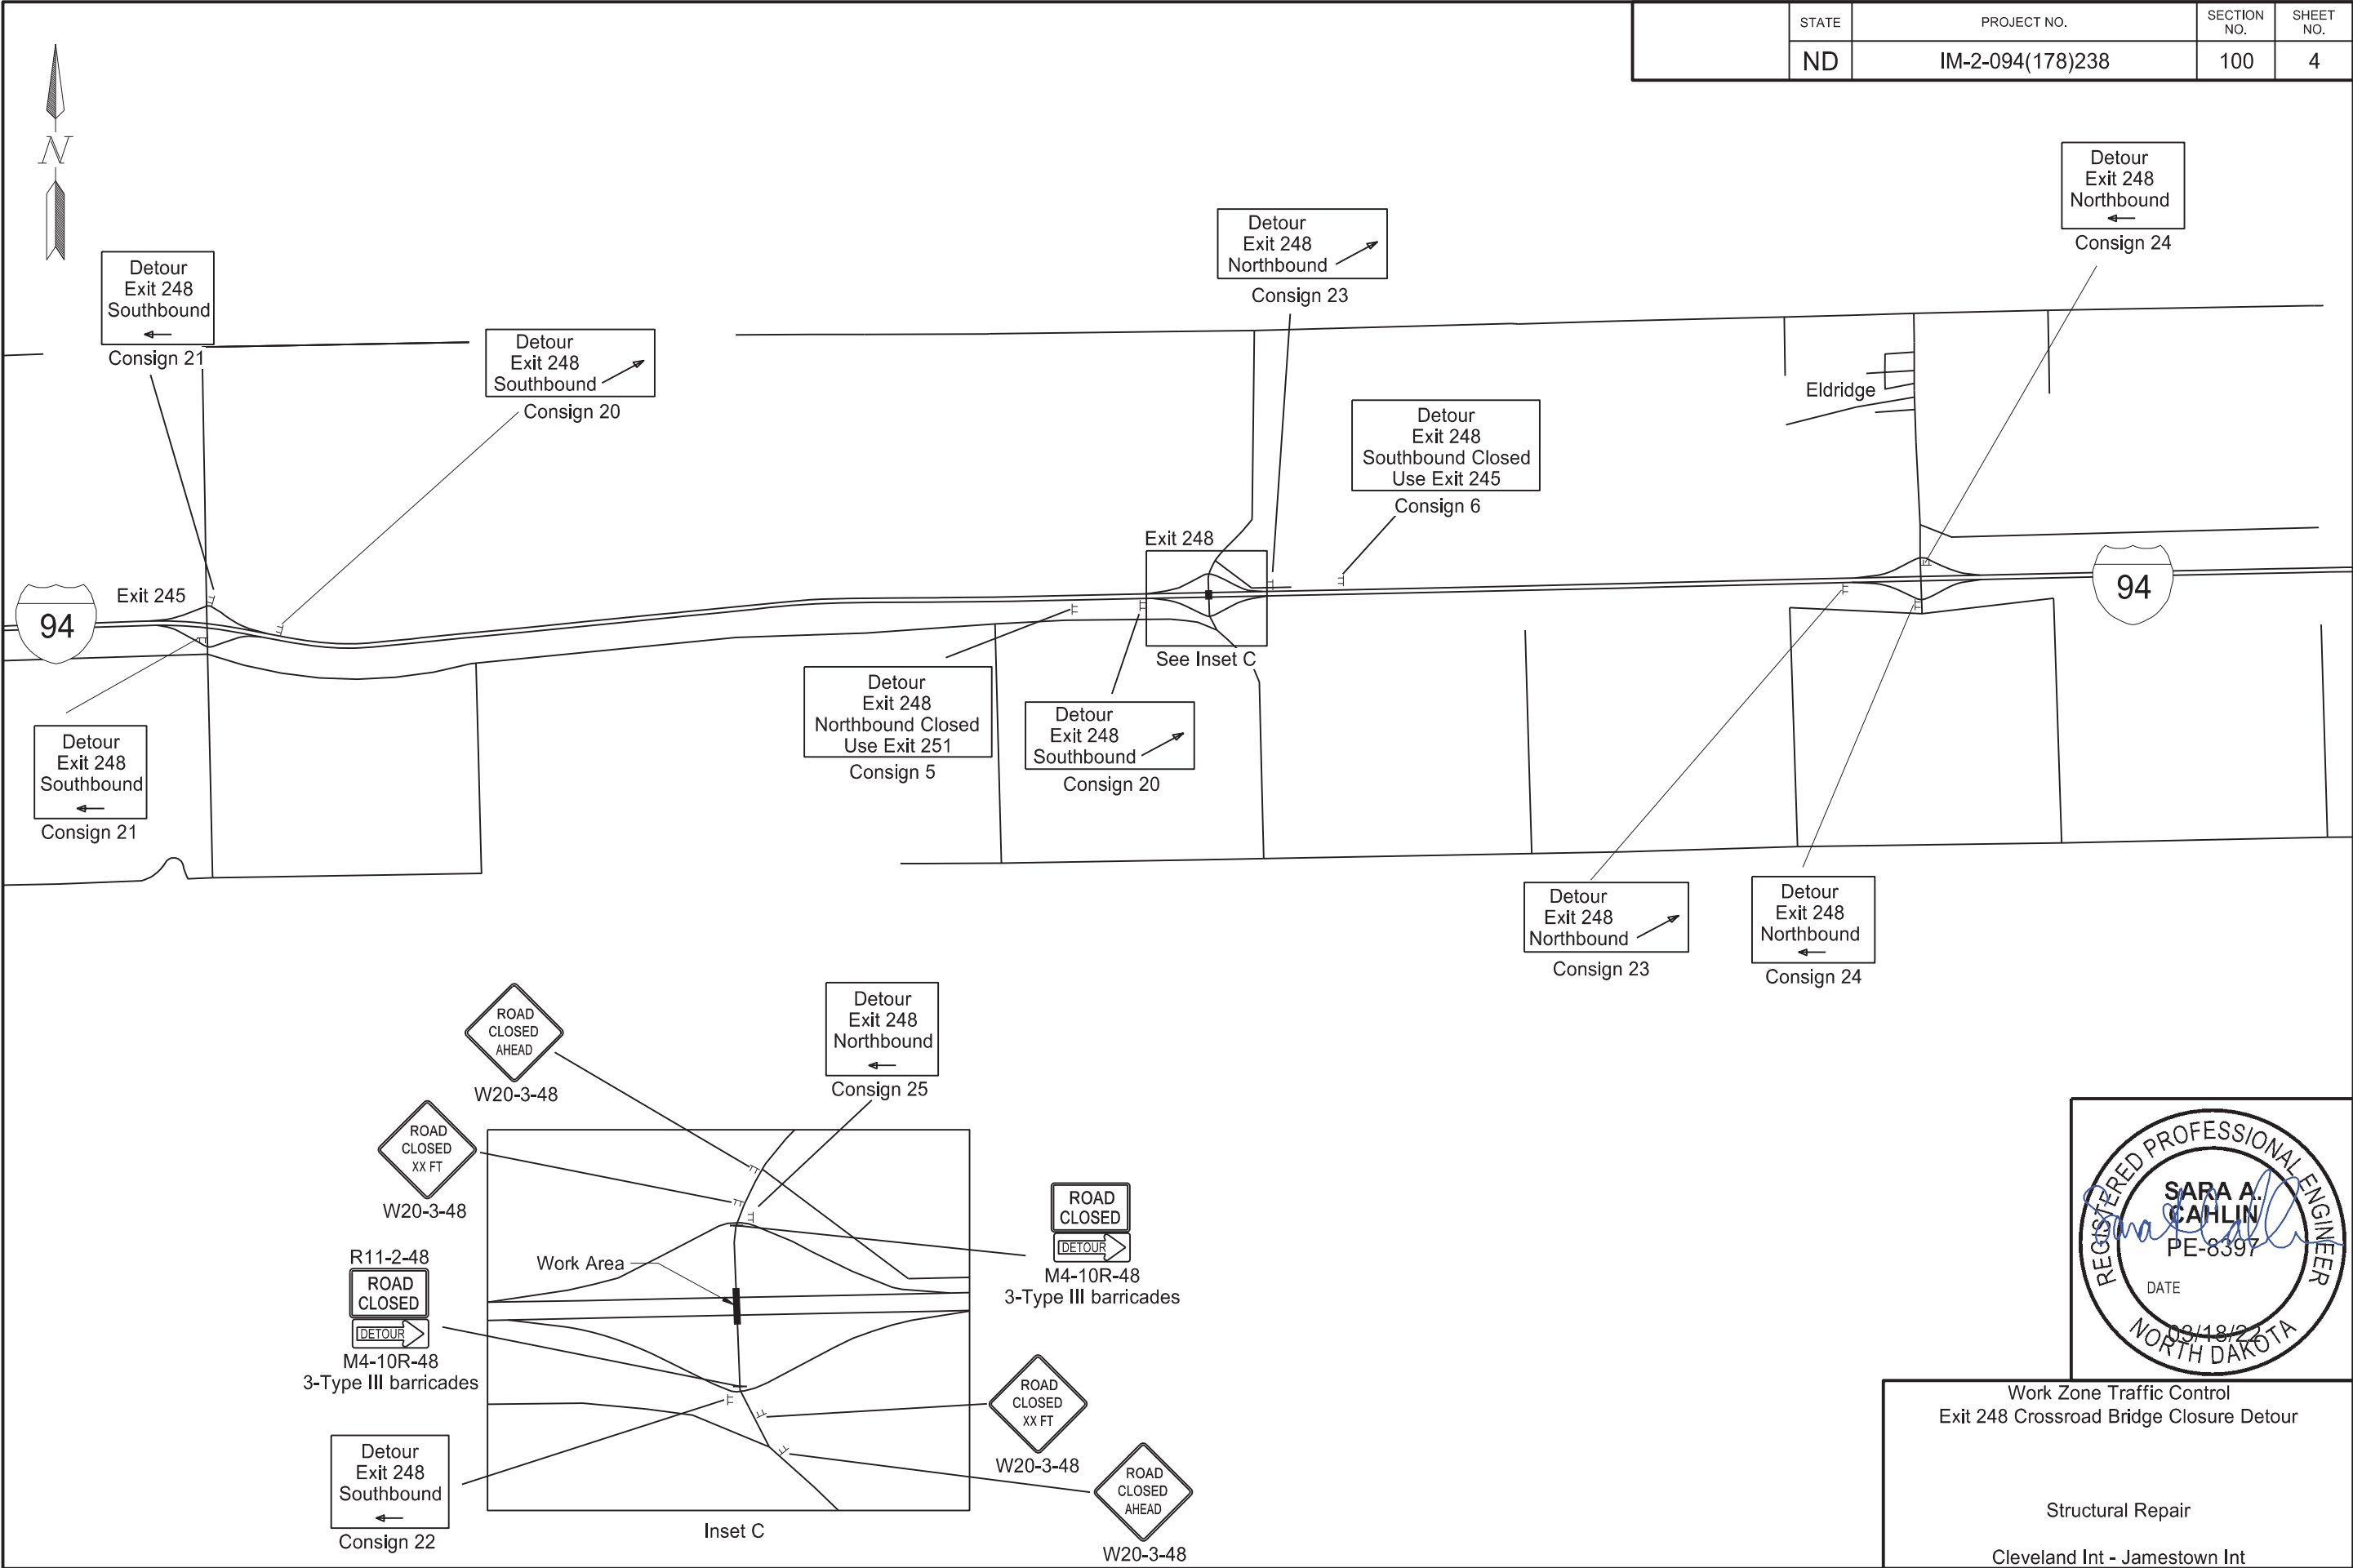 STATE
PROJECT NO.
SECTION
NO.
SHEET
NO.
ND
IM-2-094(178)238
100
4
N
Detour
Exit 248
Northbound
Consign 24
Detour
Exit 248
Northbound
Consign 23
Detour
Exit 248
Southbound
Consign 21
Detour
Exit 248
Southbound
Consign 20
Eldridge
Detour
Exit 248
Southbound Closed
Use Exit 245
Consign 6
Exit 248
Exit 245
94
94
See Inset C
Detour
Exit 248
Northbound Closed
Use Exit 251
Consign 5
Detour
Exit 248
Southbound
Consign 20
Detour
Exit 248
Southbound
Consign 21
Detour
Exit 248
Northbound
Consign 23
Detour
Exit 248
Northbound
Consign 24
ROAD
CLOSED
AHEAD
W20-3-48
Detour
Exit 248
Northbound
Consign 25
ROAD
CLOSED
XX FT
W20-3-48
ROAD
CLOSED
DETOUR
M4-10R-48
3-Type III barricades
Work Area
R11-2-48
ROAD
CLOSED
DETOUR
M4-10R-48
3-Type III barricades
ROAD
CLOSED
XX FT
W20-3-48
Detour
Exit 248
Southbound
Consign 22
ROAD
CLOSED
AHEAD
W20-3-48
Inset C
REGISTERED PROFESSIONAL ENGINEER
SARA A.
CAHLIN
PE-8397
DATE
03/18/22
NORTH DAKOTA
Work Zone Traffic Control
Exit 248 Crossroad Bridge Closure Detour
Structural Repair
Cleveland Int - Jamestown Int